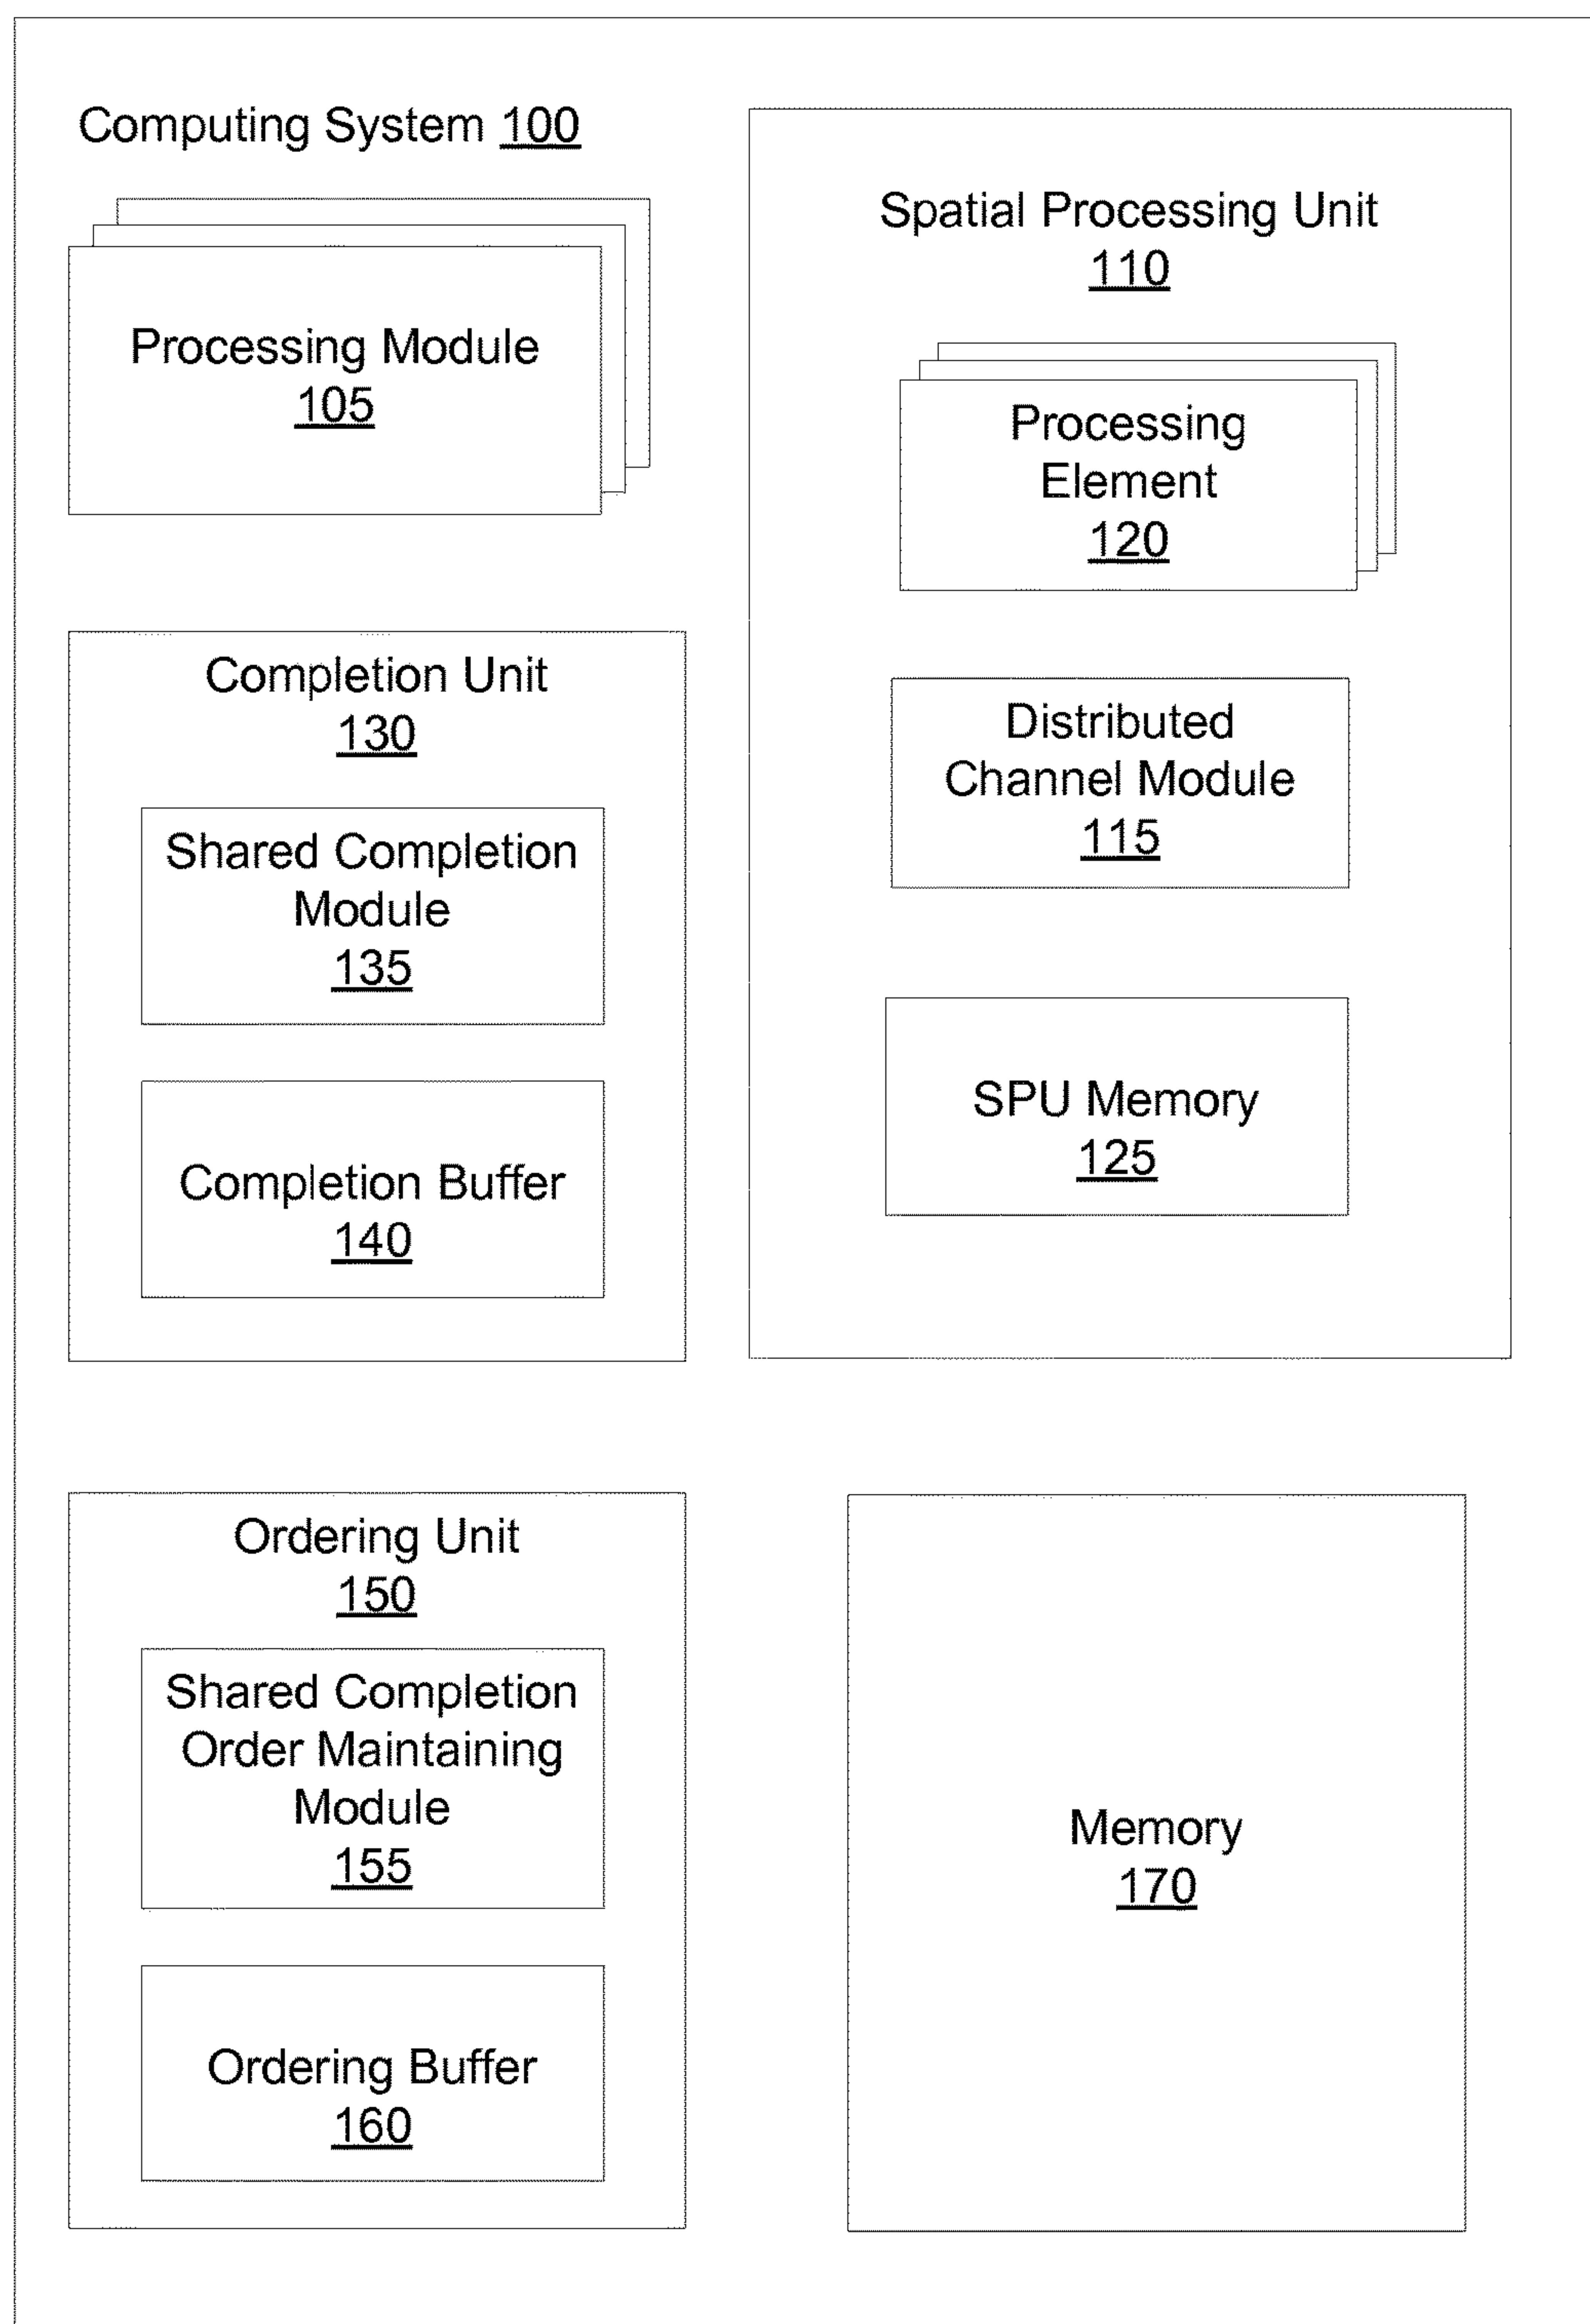 Computing System 100
Processing Module
105
Spatial Processing Unit
110
Processing
Element
120
Distributed
Channel Module
115
SPU Memory
125
Completion Unit
130
Shared Completion
Module
135
Completion Buffer
140
Ordering Unit
150
Shared Completion
Order Maintaining
Module
155
Ordering Buffer
160
Memory
170